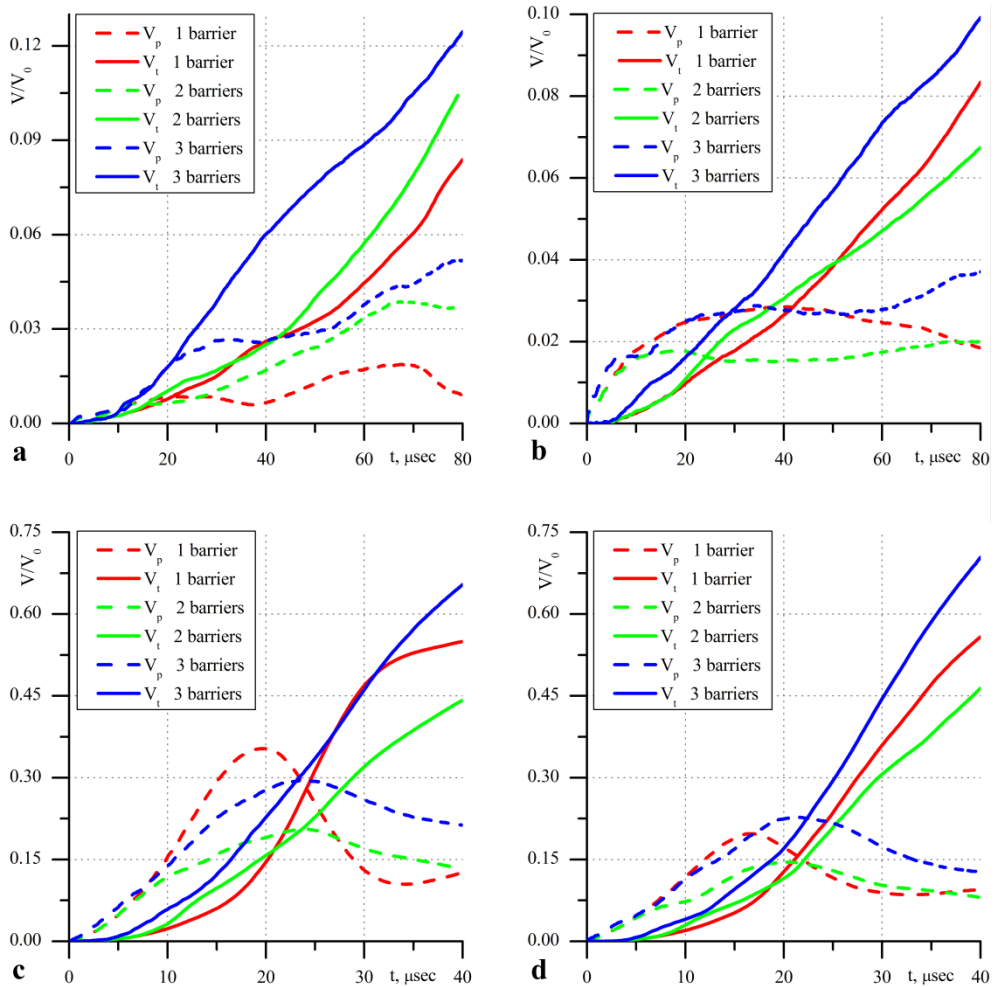 0.12
0.09
0.06
0.03
0.00
V/V0
Vp 1 barrier
Vt 1 barrier
Vp 2 barriers
Vt 2 barriers
Vp 3 barriers
Vt 3 barriers
0 20 40 60 t, μsec 80
a
0.10
0.08
0.06
0.04
0.02
0.00
V/V0
Vp 1 barrier
Vt 1 barrier
Vp 2 barriers
Vt 2 barriers
Vp 3 barriers
Vt 3 barriers
0 20 40 60 t, μsec 80
b
0.75
0.60
0.45
0.30
0.15
0.00
V/V0
Vp 1 barrier
Vt 1 barrier
Vp 2 barriers
Vt 2 barriers
Vp 3 barriers
Vt 3 barriers
0 10 20 30 t, μsec 40
c
0.75
0.60
0.45
0.30
0.15
0.00
V/V0
Vp 1 barrier
Vt 1 barrier
Vp 2 barriers
Vt 2 barriers
Vp 3 barriers
Vt 3 barriers
0 10 20 30 t, μsec 40
d